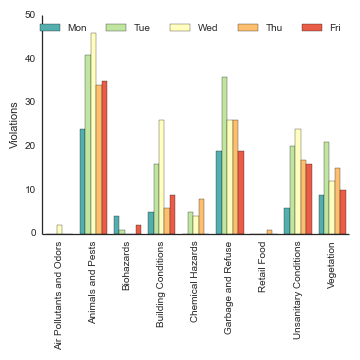 50
Mon Tue Wed Thu Fri
40
30
20
10
0
Violations
Air Pollutants and Odors
Animals and Pests
Biohazards
Building Conditions
Chemical Hazards
Garbage and Refuse
Retail Food
Unsanitary Conditions
Vegetation